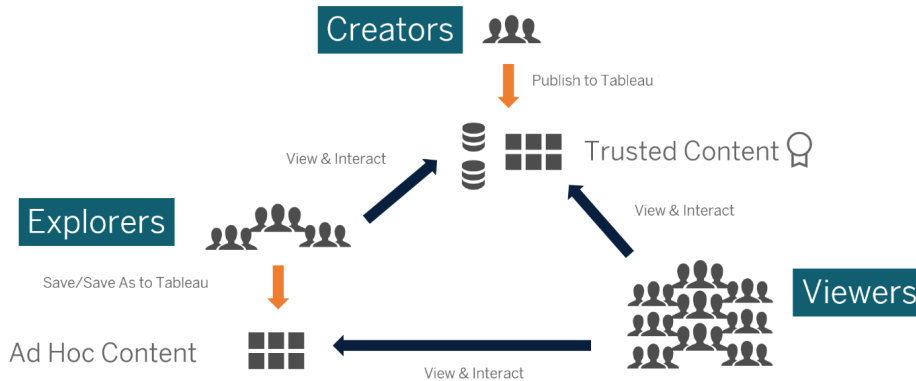 Creators
Publish to Tableau
Trusted Content
View & Interact
View & Interact
Explorers
Save/Save As to Tableau
Viewers
Ad Hoc Content
View & Interact